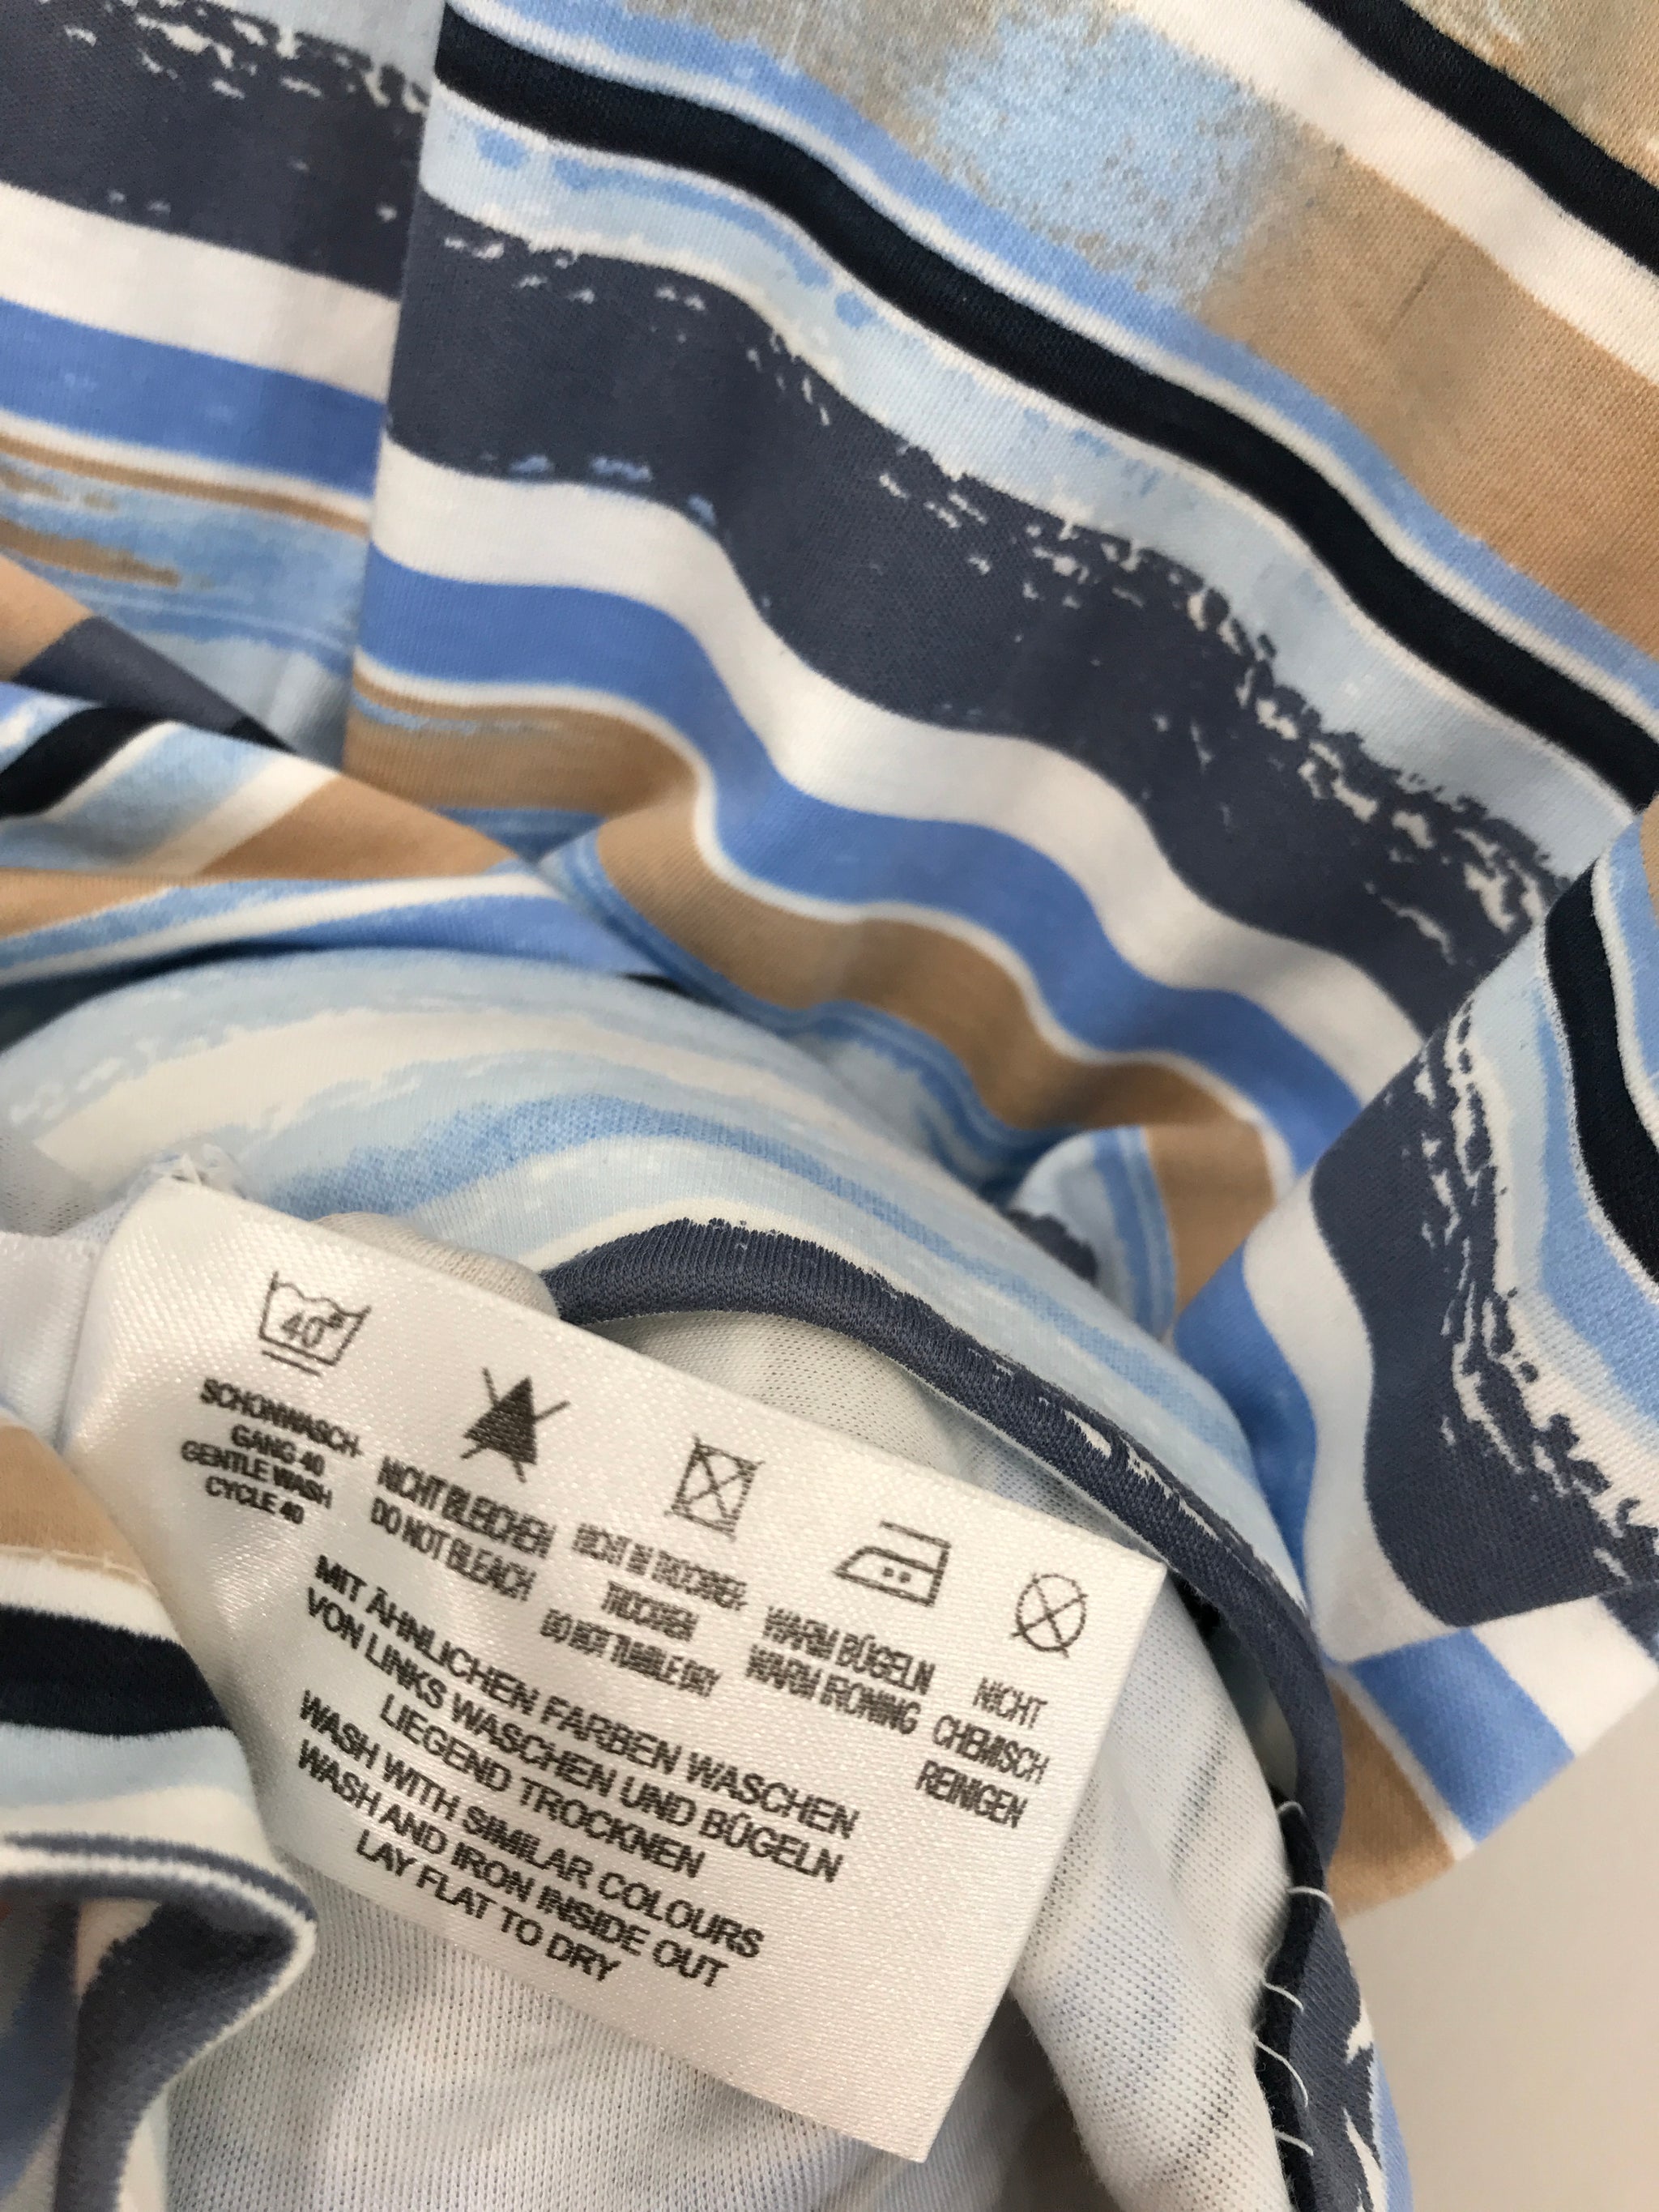 40°
SCHONWASCH-
GANG 40
GENTLE WASH
CYCLE 40
NICHT BLEICHEN
DO NOT BLEACH
NICHT IM TROCKNER
TROCKNEN
DO NOT TUMBLE DRY
WARM BÜGELN
WARM IRONING
NICHT
CHEMISCH
REINIGEN
MIT ÄHNLICHEN FARBEN WASCHEN
VON LINKS WASCHEN UND BÜGELN
LIEGEND TROCKNEN
WASH WITH SIMILAR COLOURS
WASH AND IRON INSIDE OUT
LAY FLAT TO DRY